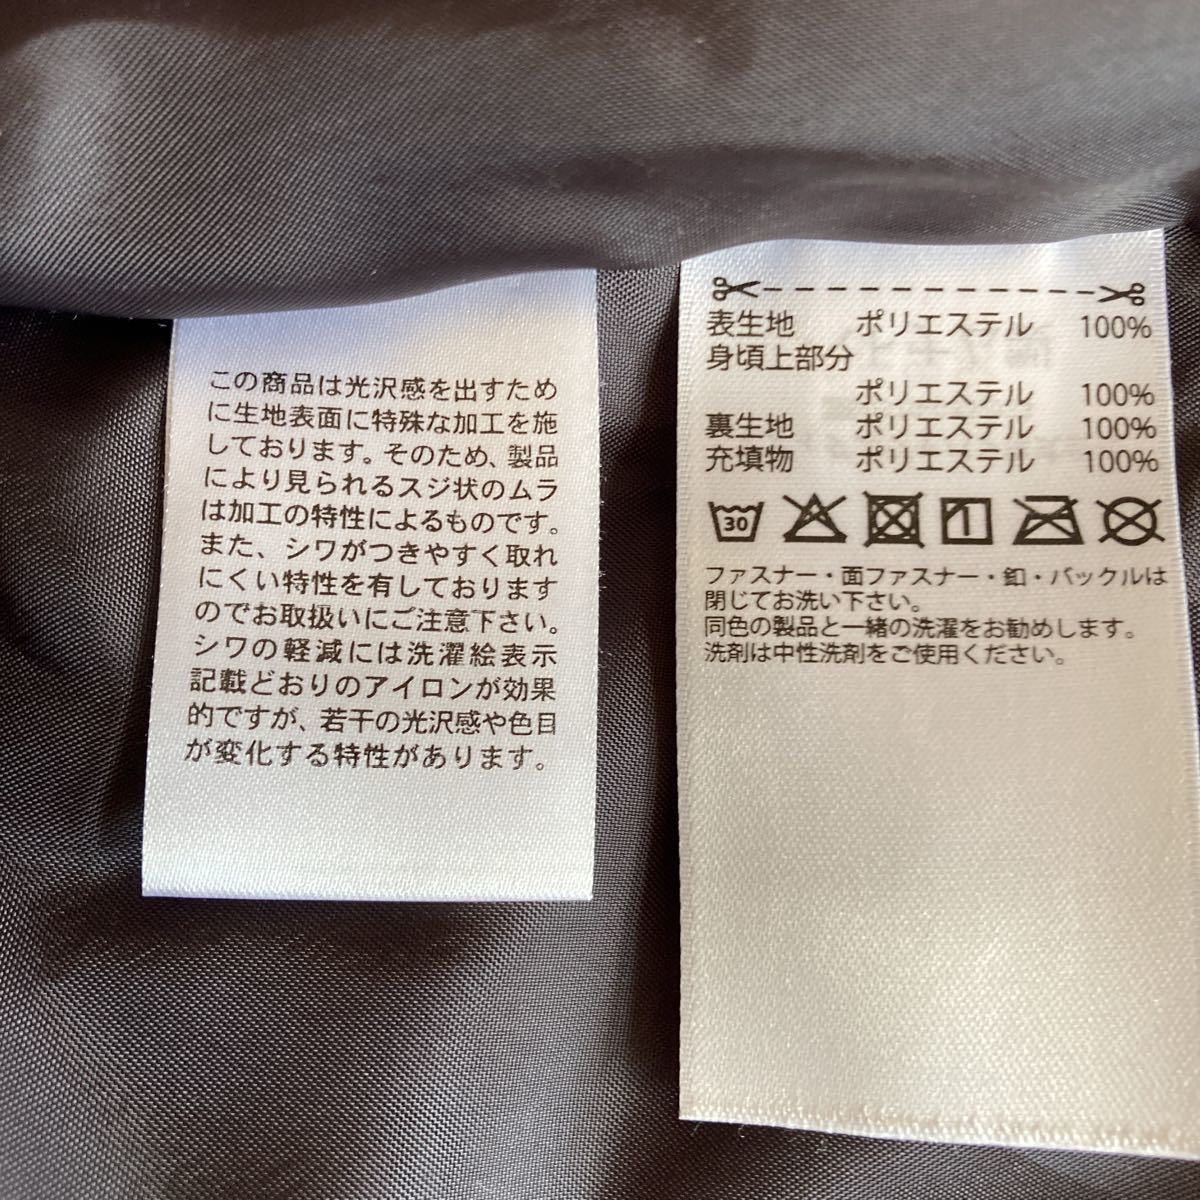 この商品は光沢感を出すため
に生地表面に特殊な加工を施
しております。そのため、製品
により見られるスジ状のムラ
は加工の特性によるものです。
また、シワがつきやすく取れ
にくい特性を有しております
のでお取扱いにご注意下さい。
シワの軽減には洗濯絵表示
記載どおりのアイロンが効果
的ですが、若干の光沢感や色目
が変化する特性があります。
表生地 ポリエステル 100%
身頃上部分
ポリエステル 100%
裏生地 ポリエステル 100%
充填物 ポリエステル 100%
30
ファスナー・面ファスナー・釦・バックルは
閉じてお洗い下さい。
同色の製品と一緒の洗濯をお勧めします。
洗剤は中性洗剤をご使用ください。